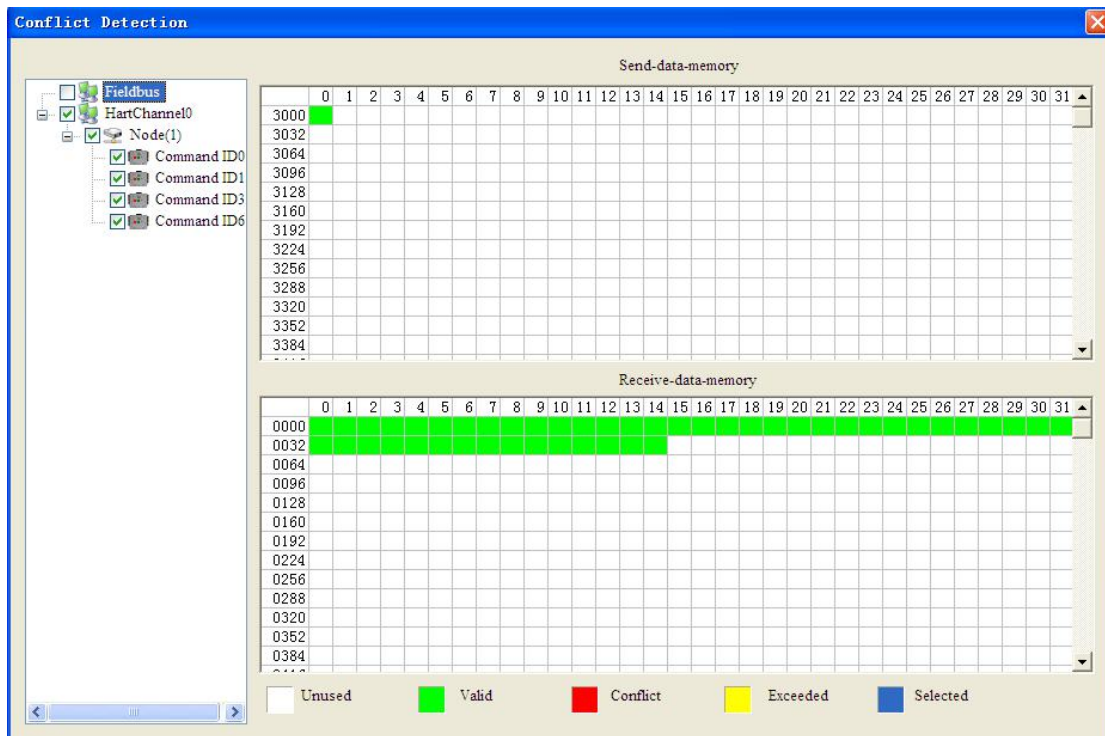 Conflict Detection
Fieldbus
HartChannel0
Node(1)
Command ID0
Command ID1
Command ID3
Command ID6
Send-data-memory
0 1 2 3 4 5 6 7 8 9 10 11 12 13 14 15 16 17 18 19 20 21 22 23 24 25 26 27 28 29 30 31
3000
3032
3064
3096
3128
3160
3192
3224
3256
3288
3320
3352
3384
Receive-data-memory
0 1 2 3 4 5 6 7 8 9 10 11 12 13 14 15 16 17 18 19 20 21 22 23 24 25 26 27 28 29 30 31
0000
0032
0064
0096
0128
0160
0192
0224
0256
0288
0320
0352
0384
Unused Valid Conflict Exceeded Selected